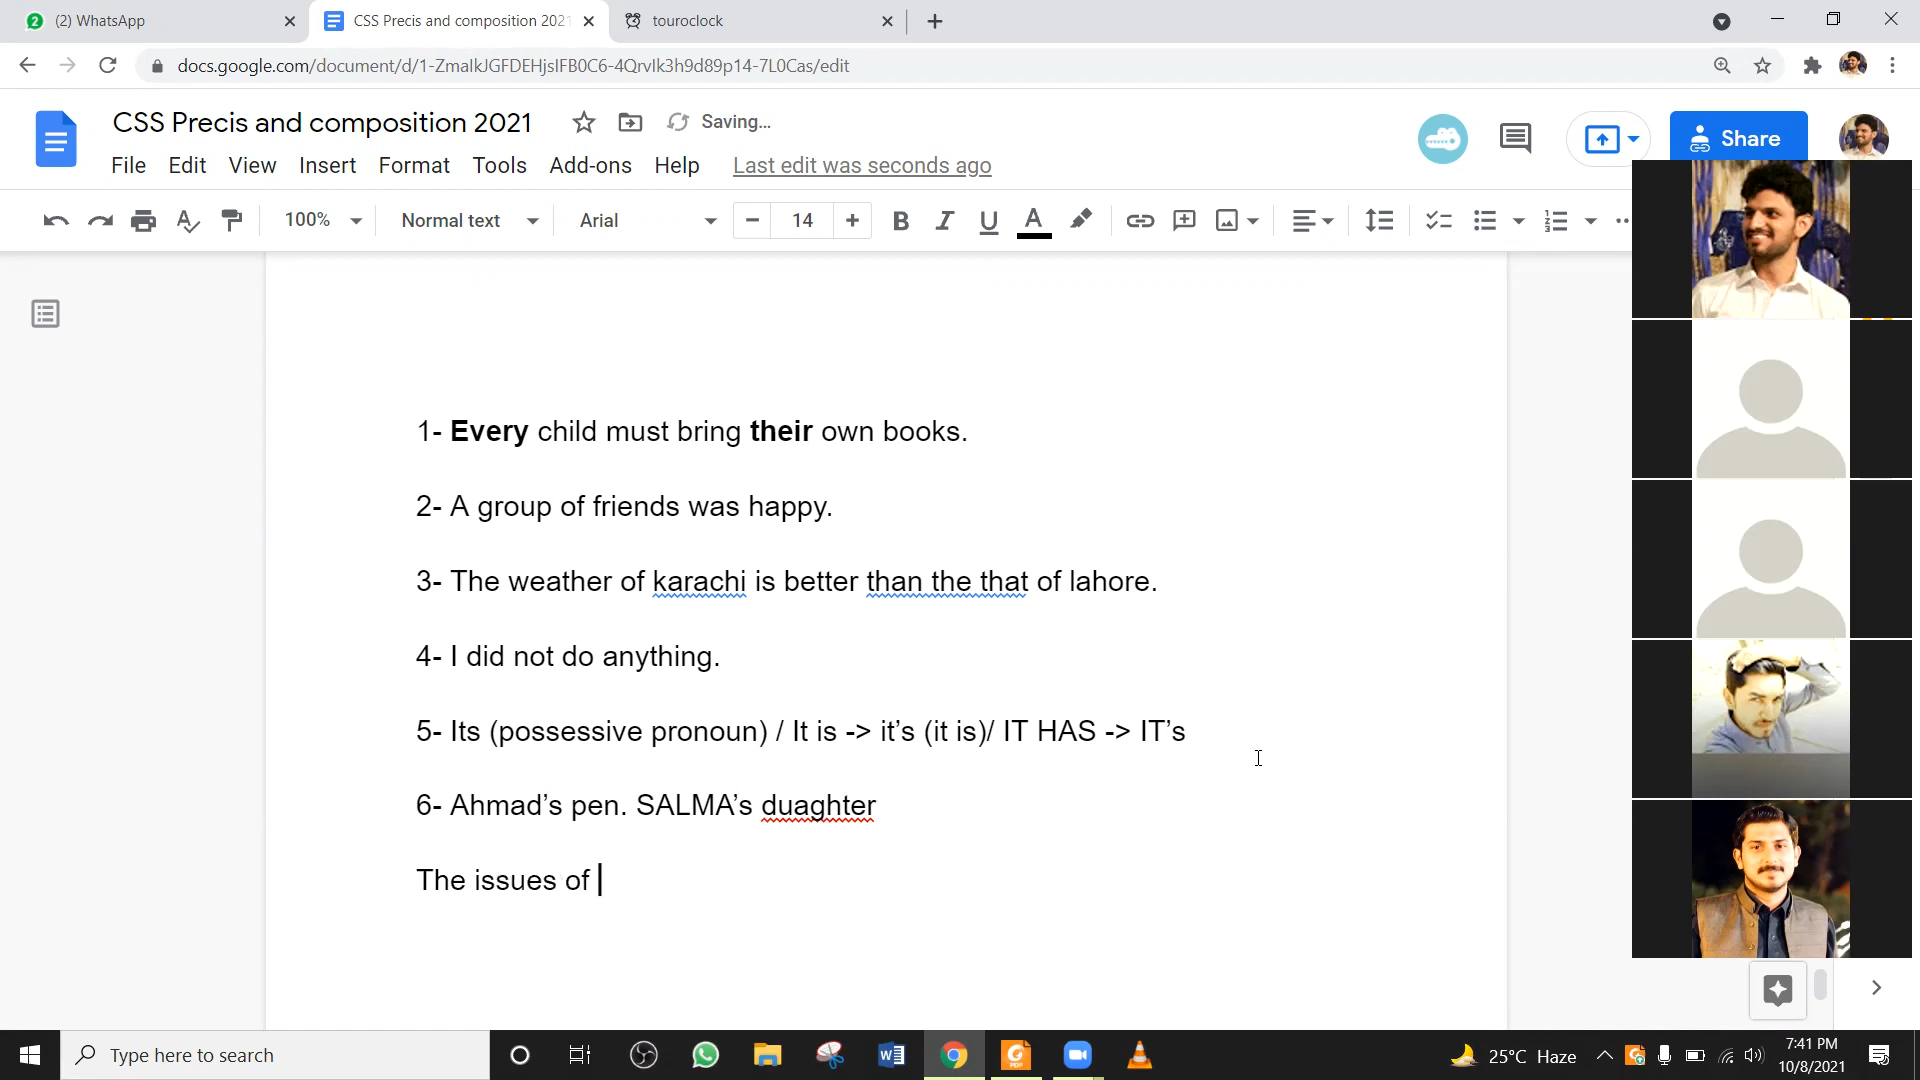 (2) WhatsApp
CSS Precis and composition 2021
touroclock
docs.google.com/document/d/1-ZmalkJGFDEHjsIFB0C6-4QrvIk3h9d89p14-7L0Cas/edit
CSS Precis and composition 2021
Saving...
File Edit View Insert Format Tools Add-ons Help Last edit was seconds ago
Share
100% Normal text Arial 14 B I U A
1- Every child must bring their own books.
2- A group of friends was happy.
3- The weather of karachi is better than the that of lahore.
4- I did not do anything.
5- Its (possessive pronoun) / It is -> it’s (it is)/ IT HAS -> IT’s
6- Ahmad’s pen. SALMA’s duaghter
The issues of
Type here to search
25°C Haze
7:41 PM
10/8/2021